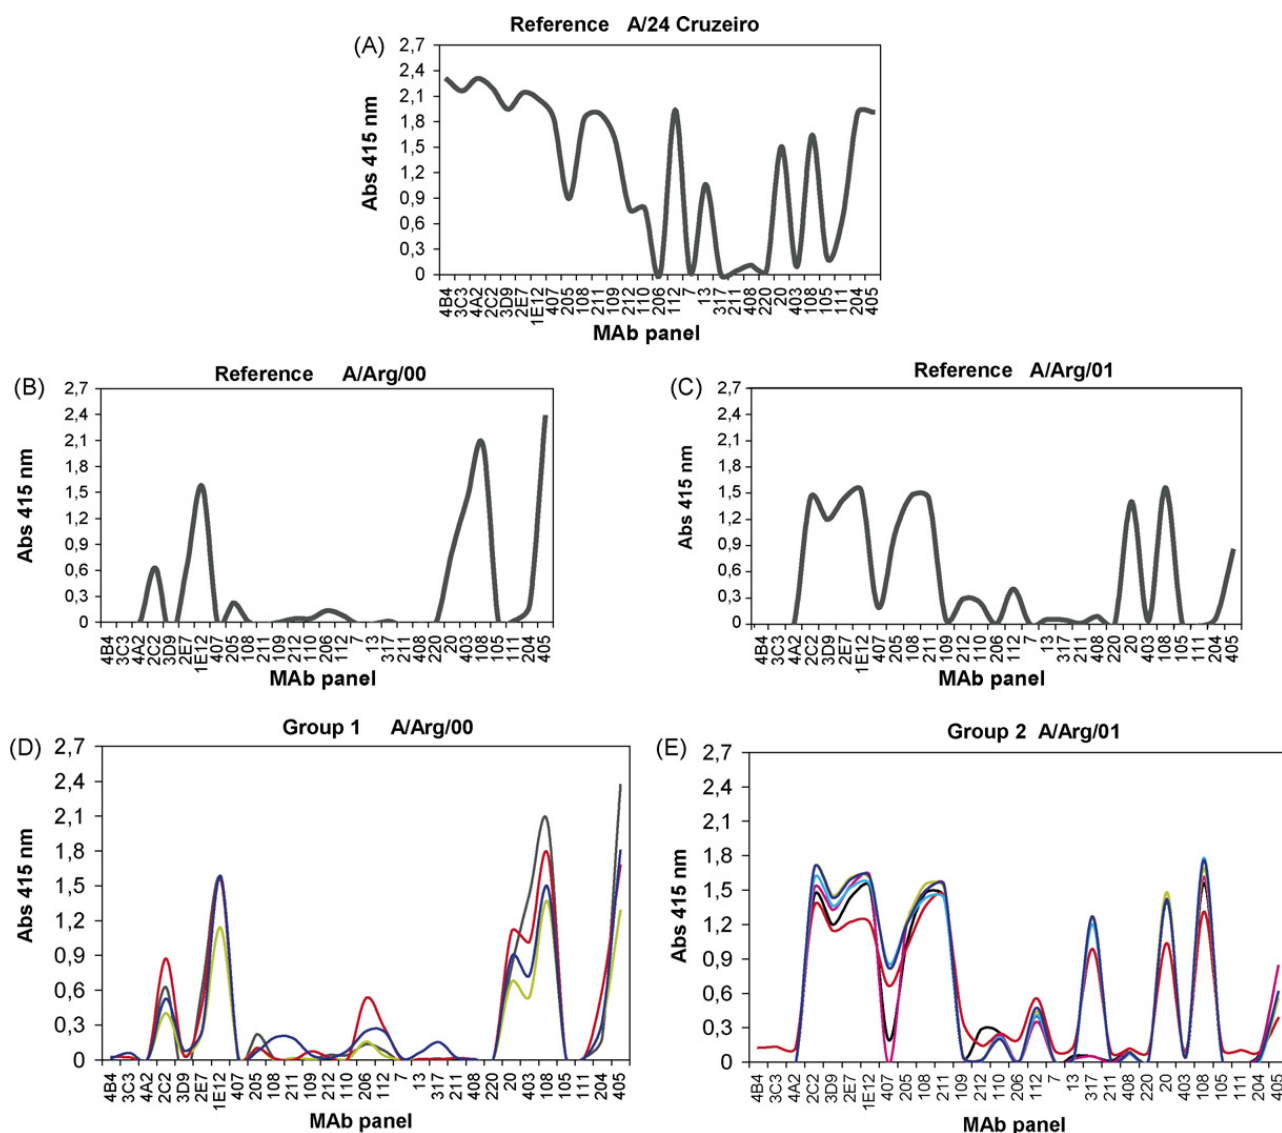 Reference A/24 Cruzeiro
(A)
2,7
2,4
2,1
1,8
1,5
1,2
0,9
0,6
0,3
0
Abs 415 nm
4B4 3C3 4A2 2C2 3D9 2E7 1E12 407 205 108 211 109 212 110 206 112 7 13 317 211 408 220 20 403 108 105 111 204 405
MAb panel
(B)
Reference A/Arg/00
2,7
2,4
2,1
1,8
1,5
1,2
0,9
0,6
0,3
0
Abs 415 nm
4B4 3C3 4A2 2C2 3D9 2E7 1E12 407 205 108 211 109 212 110 206 112 7 13 317 211 408 220 20 403 108 105 111 204 405
MAb panel
(C)
Reference A/Arg/01
2,7
2,4
2,1
1,8
1,5
1,2
0,9
0,6
0,3
0
Abs 415 nm
4B4 3C3 4A2 2C2 3D9 2E7 1E12 407 205 108 211 109 212 110 206 112 7 13 317 211 408 220 20 403 108 105 111 204 405
MAb panel
(D)
Group 1 A/Arg/00
2,7
2,4
2,1
1,8
1,5
1,2
0,9
0,6
0,3
0
Abs 415 nm
4B4 3C3 4A2 2C2 3D9 2E7 1E12 407 205 108 211 109 212 110 206 112 7 13 317 211 408 220 20 403 108 105 111 204 405
MAb panel
(E)
Group 2 A/Arg/01
2,7
2,4
2,1
1,8
1,5
1,2
0,9
0,6
0,3
0
Abs 415 nm
4B4 3C3 4A2 2C2 3D9 2E7 1E12 407 205 108 211 109 212 110 206 112 7 13 317 211 408 220 20 403 108 105 111 204 405
MAb panel